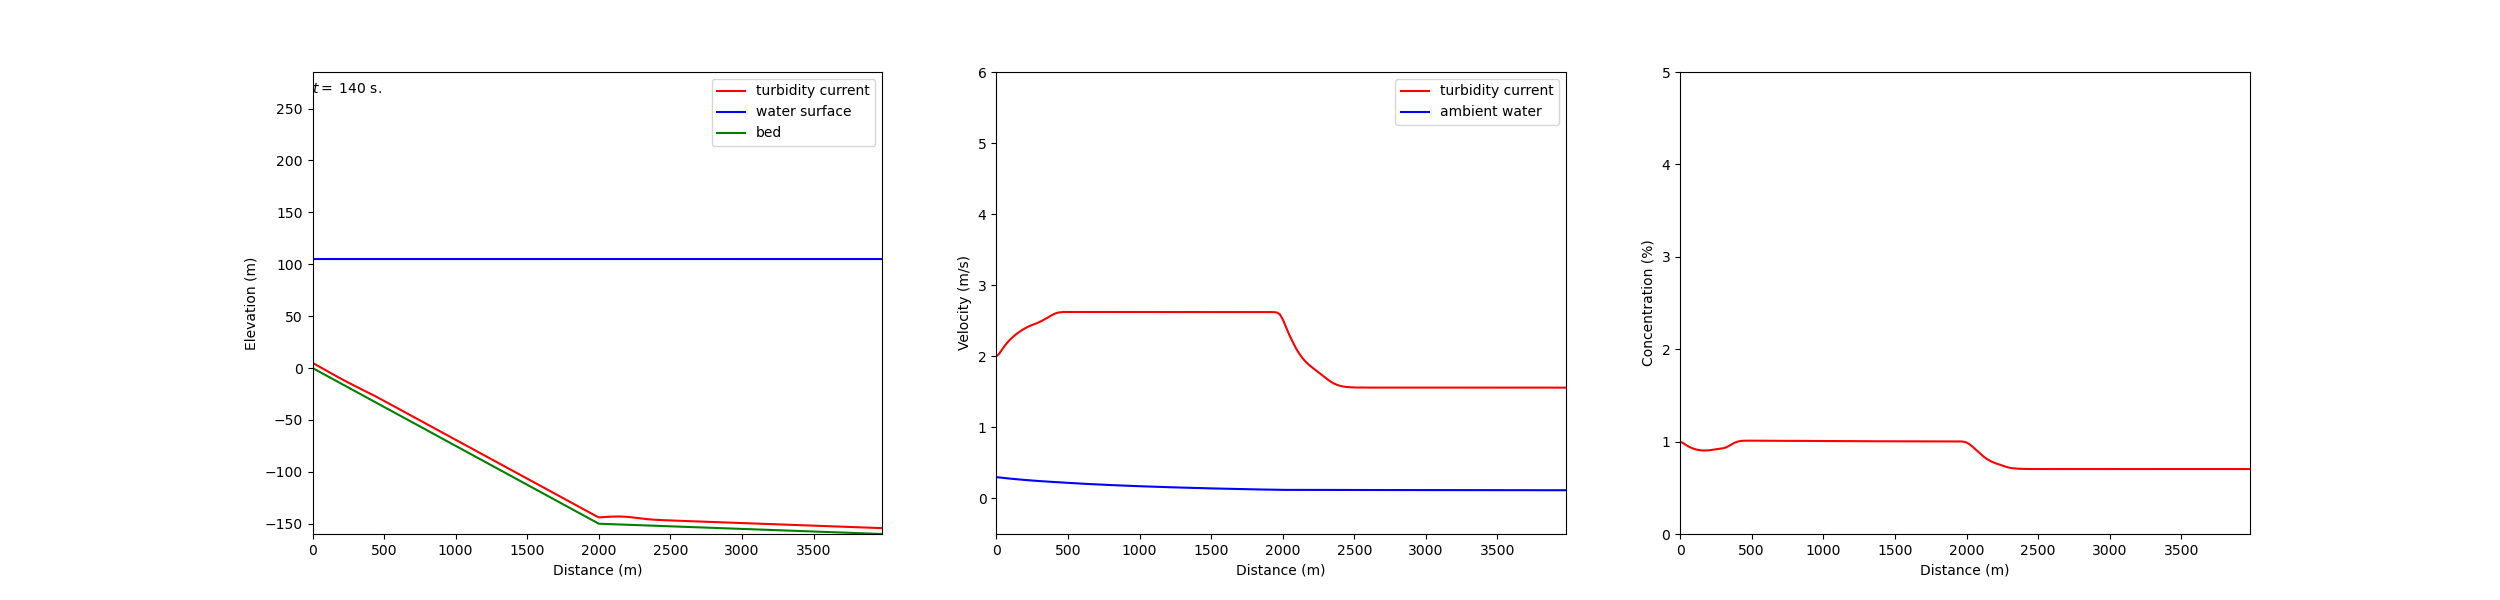 t = 140 s.
turbidity current
water surface
bed
250
200
150
100
50
0
−50
−100
−150
Elevation (m)
0 500 1000 1500 2000 2500 3000 3500
Distance (m)
turbidity current
ambient water
6
5
4
3
2
1
0
Velocity (m/s)
0 500 1000 1500 2000 2500 3000 3500
Distance (m)
5
4
3
2
1
0
Concentration (%)
0 500 1000 1500 2000 2500 3000 3500
Distance (m)